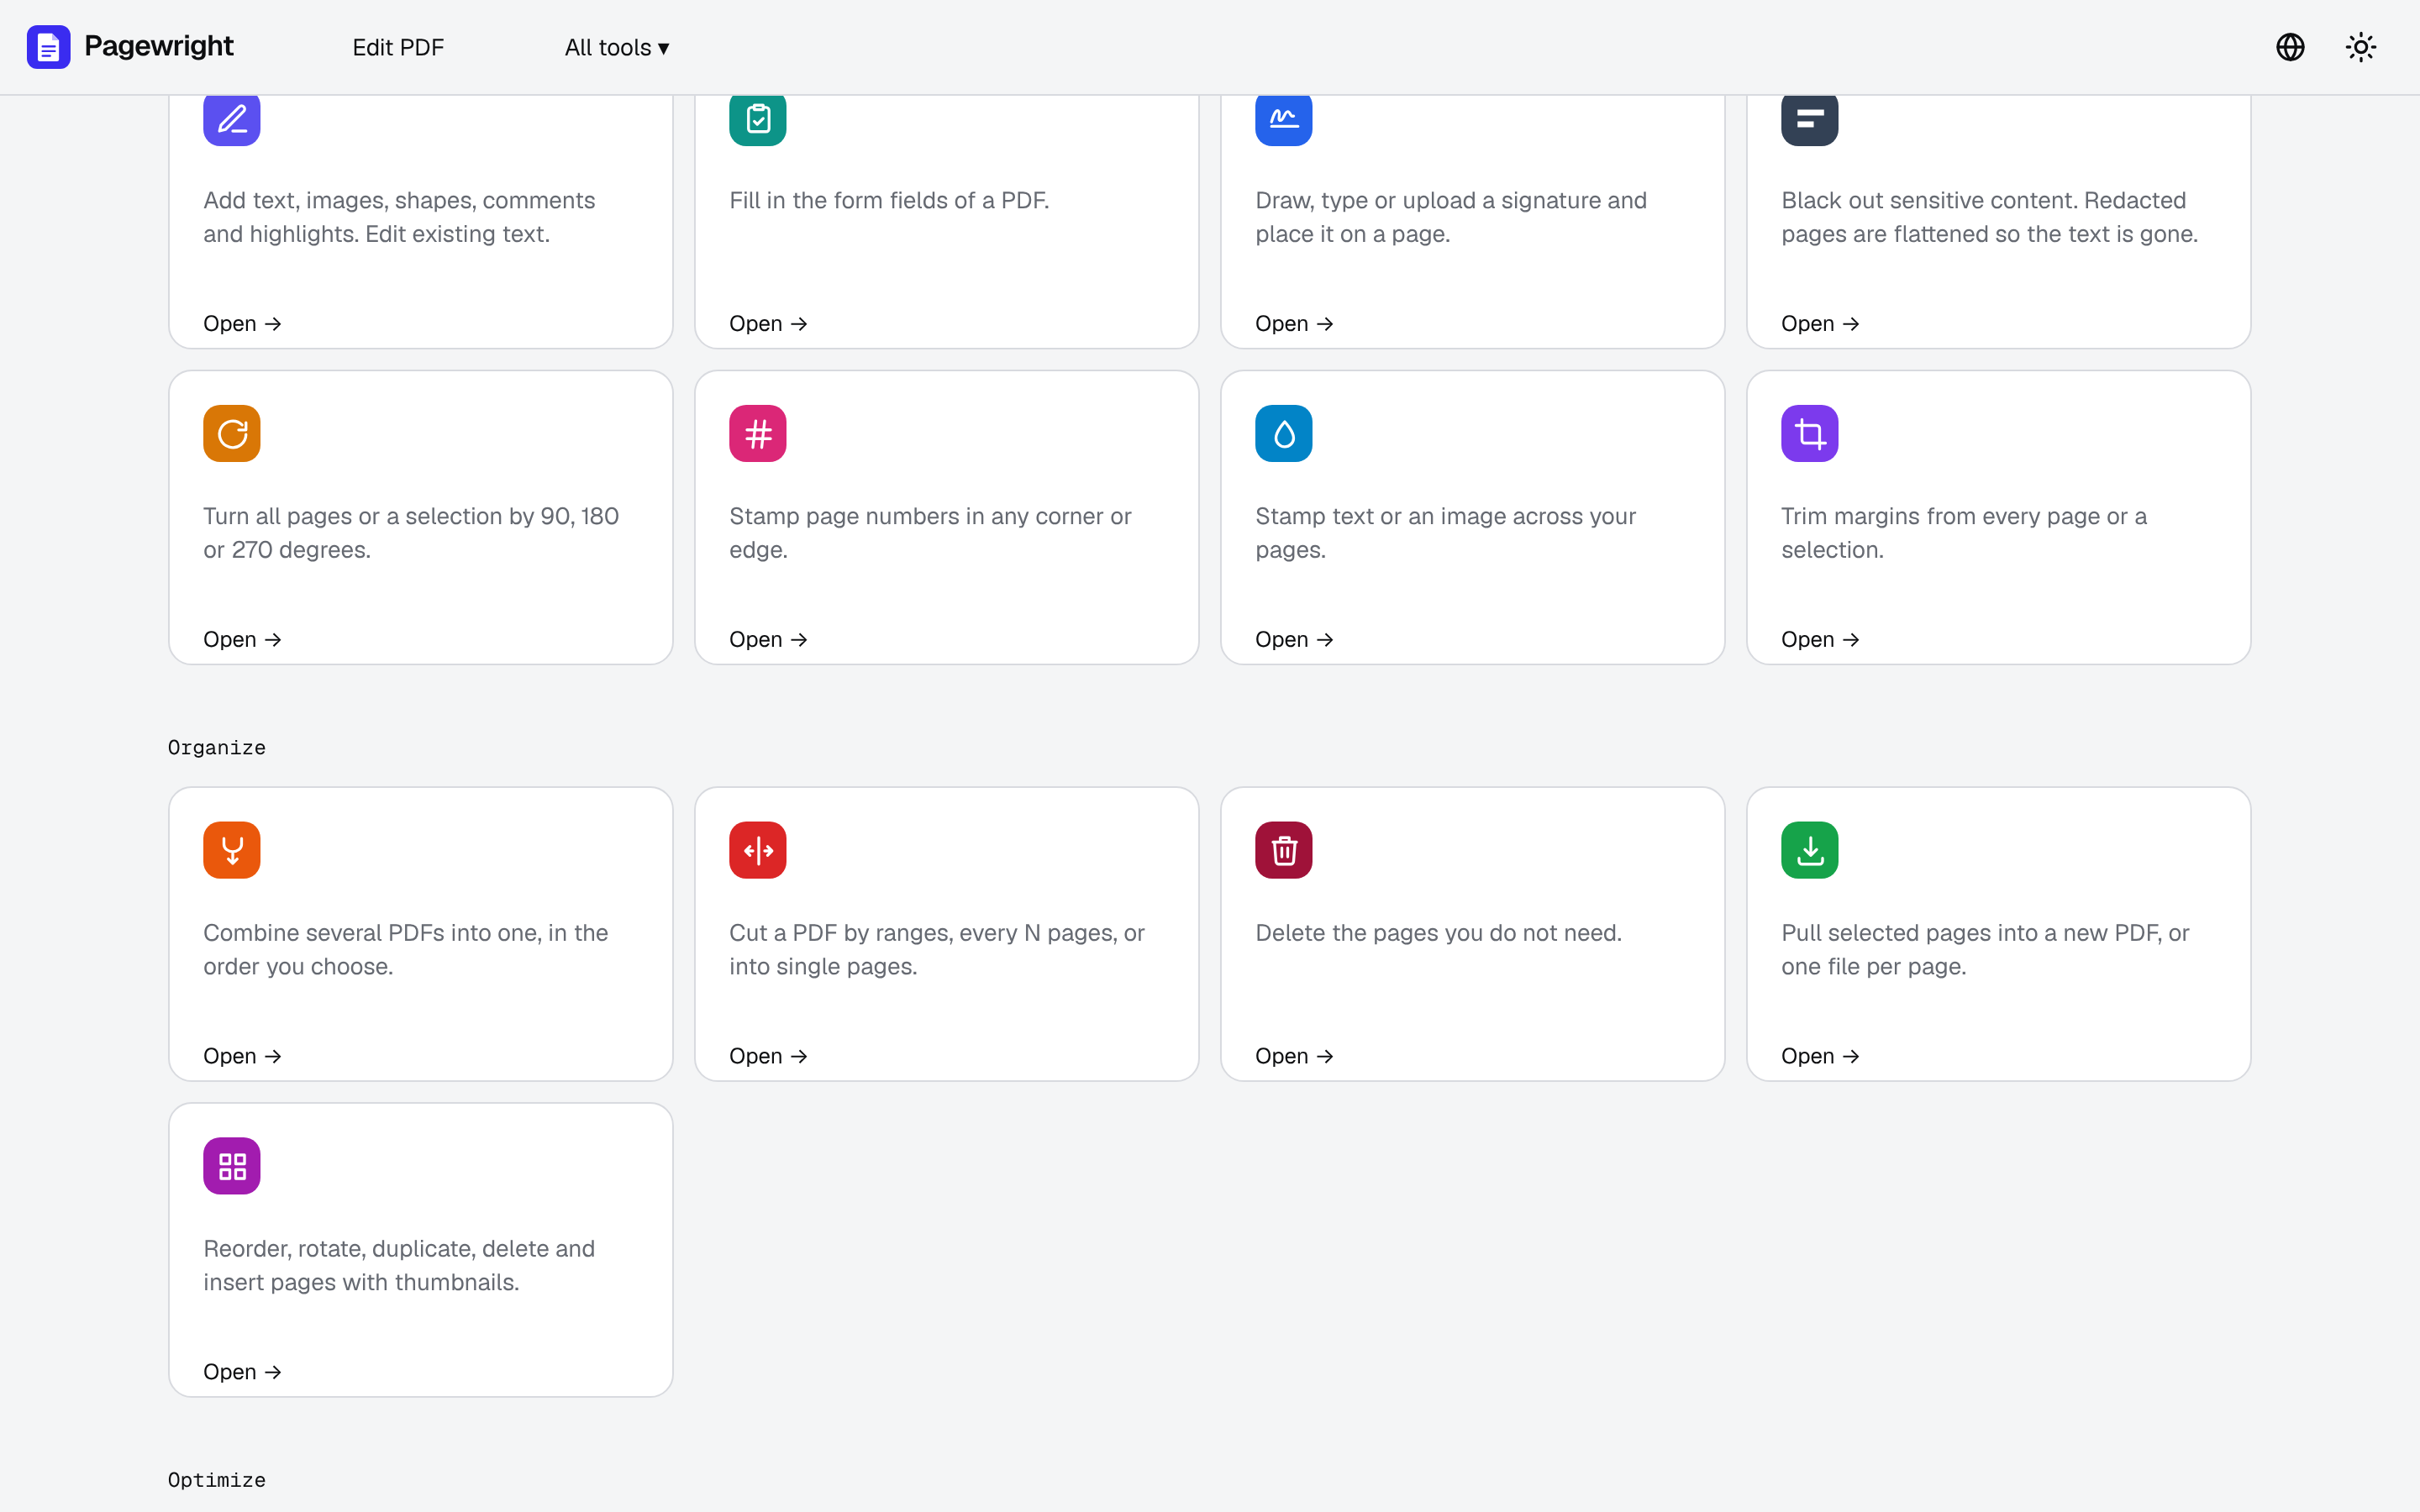 Pagewright
Edit PDF
All tools ▾
Add text, images, shapes, comments
and highlights. Edit existing text.
Open →
Fill in the form fields of a PDF.
Open →
Draw, type or upload a signature and
place it on a page.
Open →
Black out sensitive content. Redacted
pages are flattened so the text is gone.
Open →
Turn all pages or a selection by 90, 180
or 270 degrees.
Open →
Stamp page numbers in any corner or
edge.
Open →
Stamp text or an image across your
pages.
Open →
Trim margins from every page or a
selection.
Open →
Organize
Combine several PDFs into one, in the
order you choose.
Open →
Cut a PDF by ranges, every N pages, or
into single pages.
Open →
Delete the pages you do not need.
Open →
Pull selected pages into a new PDF, or
one file per page.
Open →
Reorder, rotate, duplicate, delete and
insert pages with thumbnails.
Open →
Optimize